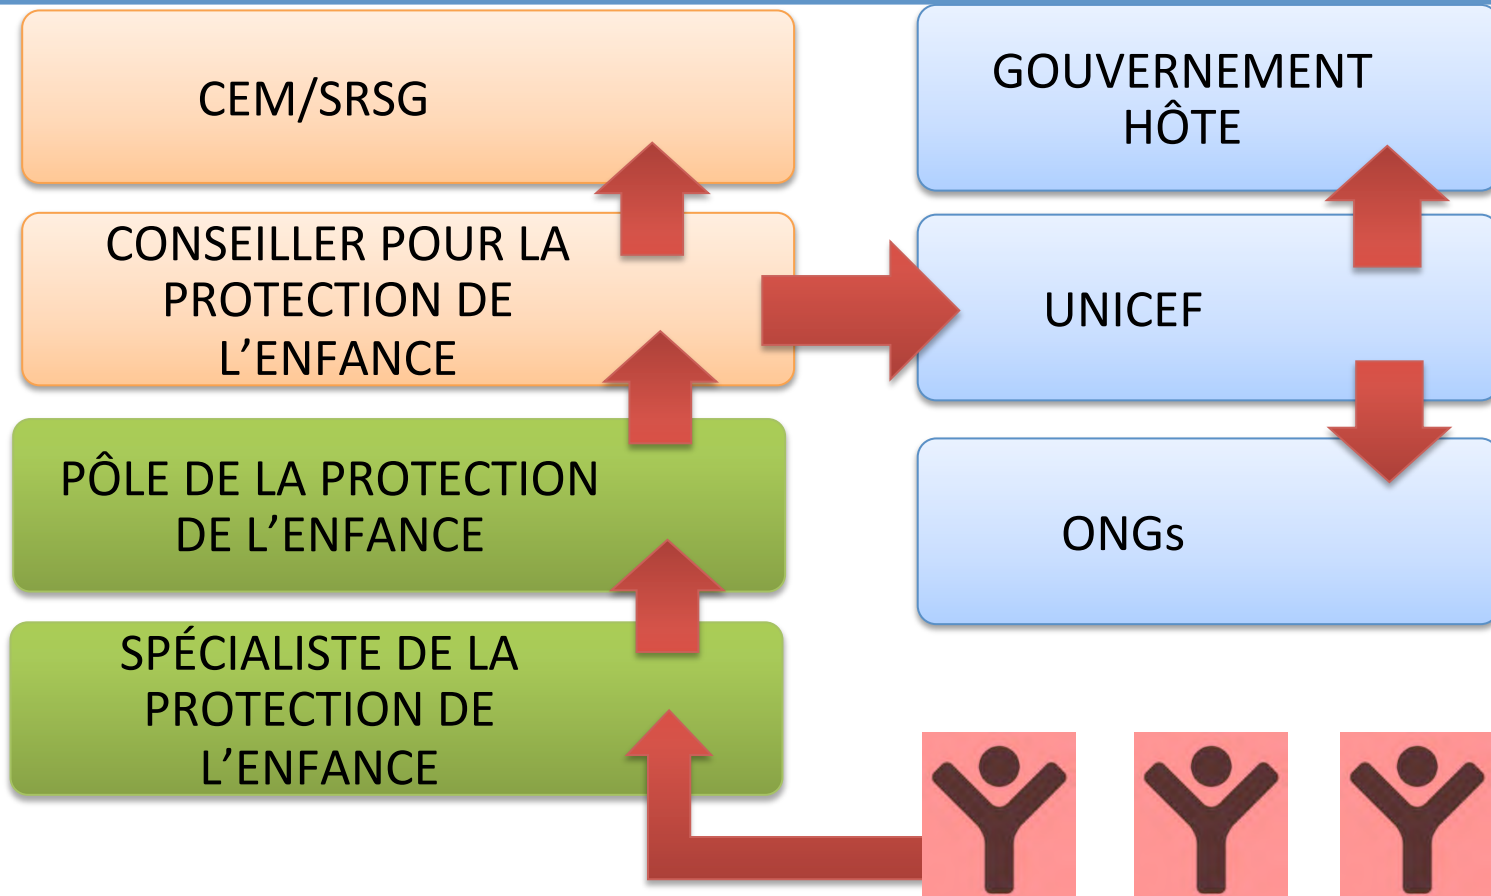 CEM/SRSG
CONSEILLER POUR LA
PROTECTION DE
L’ENFANCE
PÔLE DE LA PROTECTION
DE L’ENFANCE
SPÉCIALISTE DE LA
PROTECTION DE
L’ENFANCE
GOUVERNEMENT
HÔTE
UNICEF
ONGs